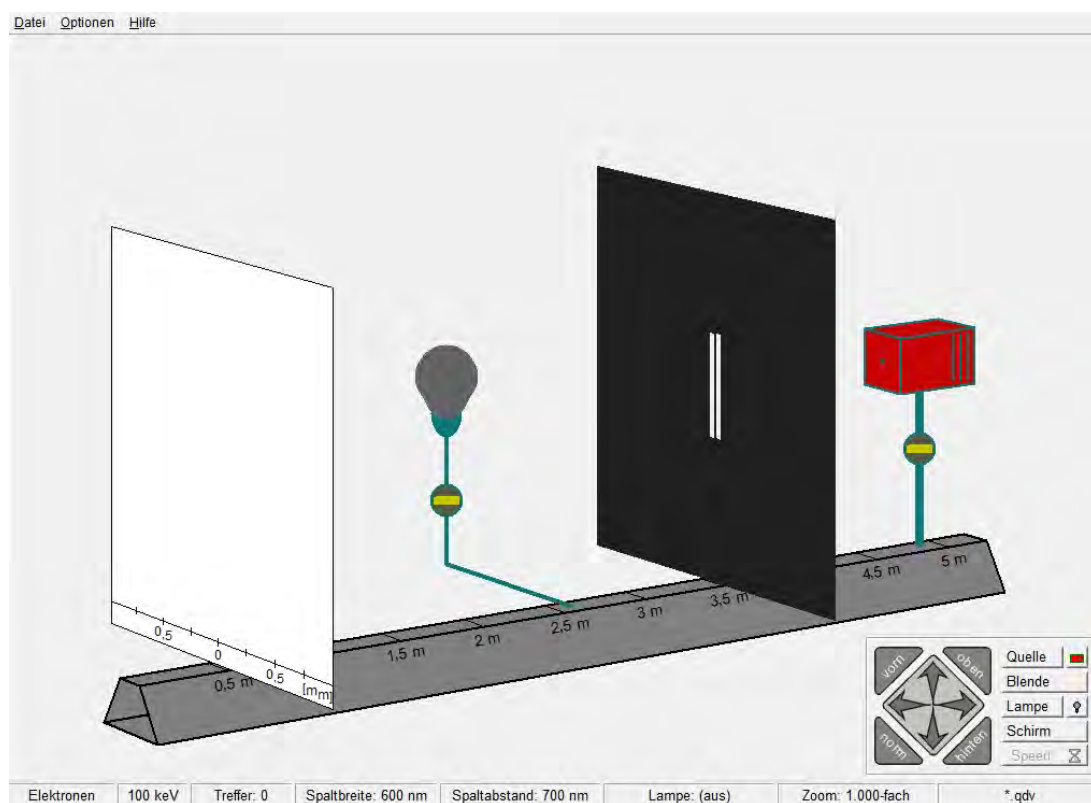 Datei Optionen Hilfe
0,5 0 0,5 [mm]
0,5 m 1,5 m 2 m 2,5 m 3 m 3,5 m 4,5 m 5 m
vorn oben
norm hinten
Quelle
Blende
Lampe
Schirm
Speed
Elektronen 100 keV Treffer: 0 Spaltbreite: 600 nm Spaltabstand: 700 nm Lampe: (aus) Zoom: 1.000-fach *.qdv